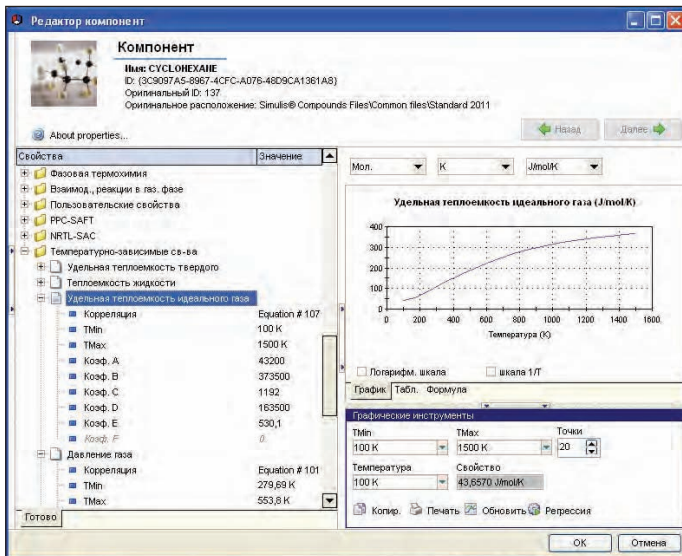 Редактор компонент
Компонент
Имя: CYCLOHEXANE
ID: {3C9097A5-8967-4CFC-A076-48D9CA1361A8}
Оригинальный ID: 137
Оригинальное расположение: Simulis® Compounds Files\Common files\Standard 2011
About properties...
Назад Далее
Свойства Значение
Фазовая термохимия
Взаимод., реакции в газ. фазе
Пользовательские свойства
PPC-SAFT
NRTL-SAC
Температурно-зависимые св-ва
Удельная теплоемкость твердого
Теплоемкость жидкости
Удельная теплоемкость идеального газа
Корреляция Equation # 107
TMin 100 K
TMax 1500 K
Коэф. A 43200
Коэф. B 373500
Коэф. C 1192
Коэф. D 163500
Коэф. E 530,1
Коэф. F 0
Давление газа
Корреляция Equation # 101
TMin 279,69 K
TMax 553,8 K
Готово
Мол. K J/mol/K
Удельная теплоемкость идеального газа (J/mol/K)
400
300
200
100
0
0 200 400 600 800 1000 1200 1400 1600
Температура (K)
Логарифм. шкала шкала 1/T
График Табл. Формула
Графические инструменты
TMin TMax Точки
100 K 1500 K 20
Температура Свойство
100 K 43,6570 J/mol/K
Копир. Печать Обновить Регрессия
OK Отмена